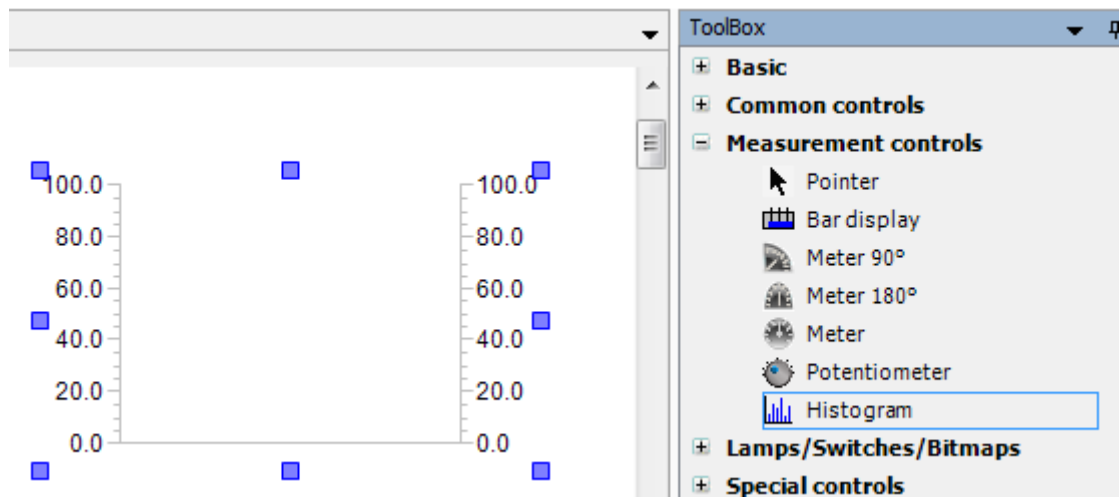 ToolBox
Basic
Common controls
Measurement controls
Pointer
Bar display
Meter 90°
Meter 180°
Meter
Potentiometer
Histogram
Lamps/Switches/Bitmaps
Special controls
100.0 100.0
80.0 80.0
60.0 60.0
40.0 40.0
20.0 20.0
0.0 0.0